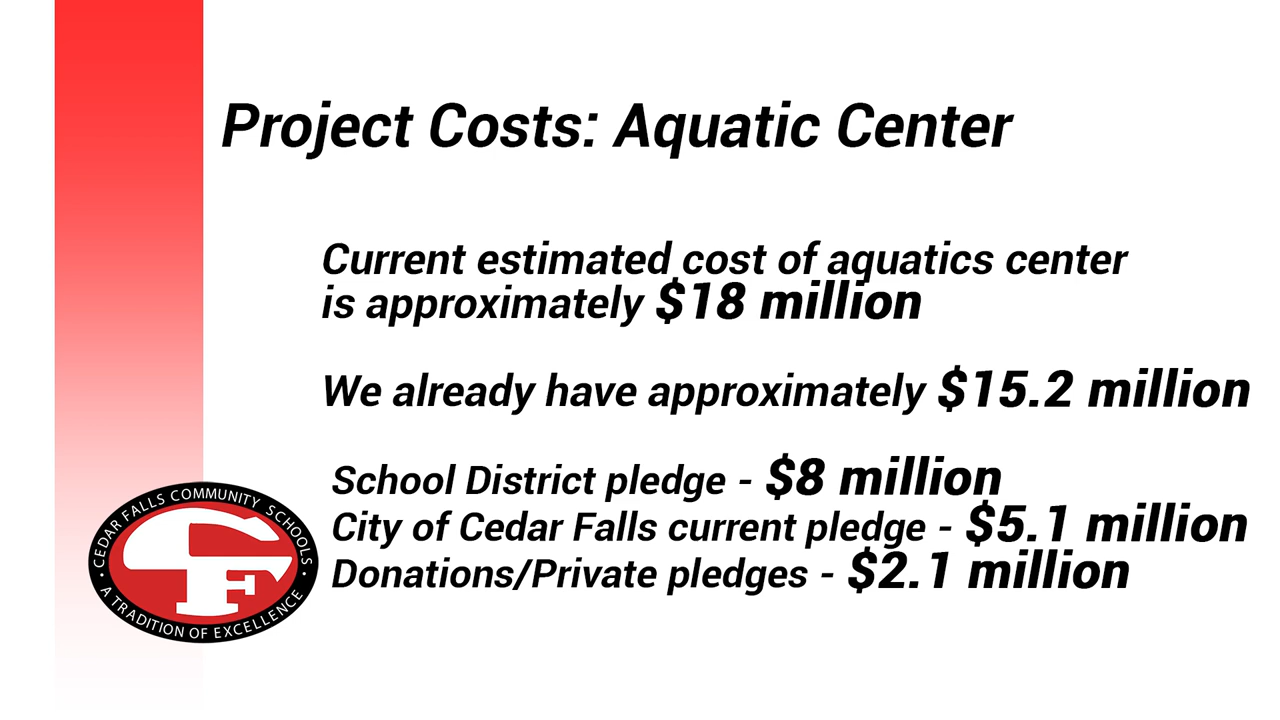 Project Costs: Aquatic Center
Current estimated cost of aquatics center
is approximately $18 million
We already have approximately $15.2 million
School District pledge - $8 million
City of Cedar Falls current pledge - $5.1 million
Donations/Private pledges - $2.1 million
CEDAR FALLS COMMUNITY SCHOOLS
CF
• A TRADITION OF EXCELLENCE •